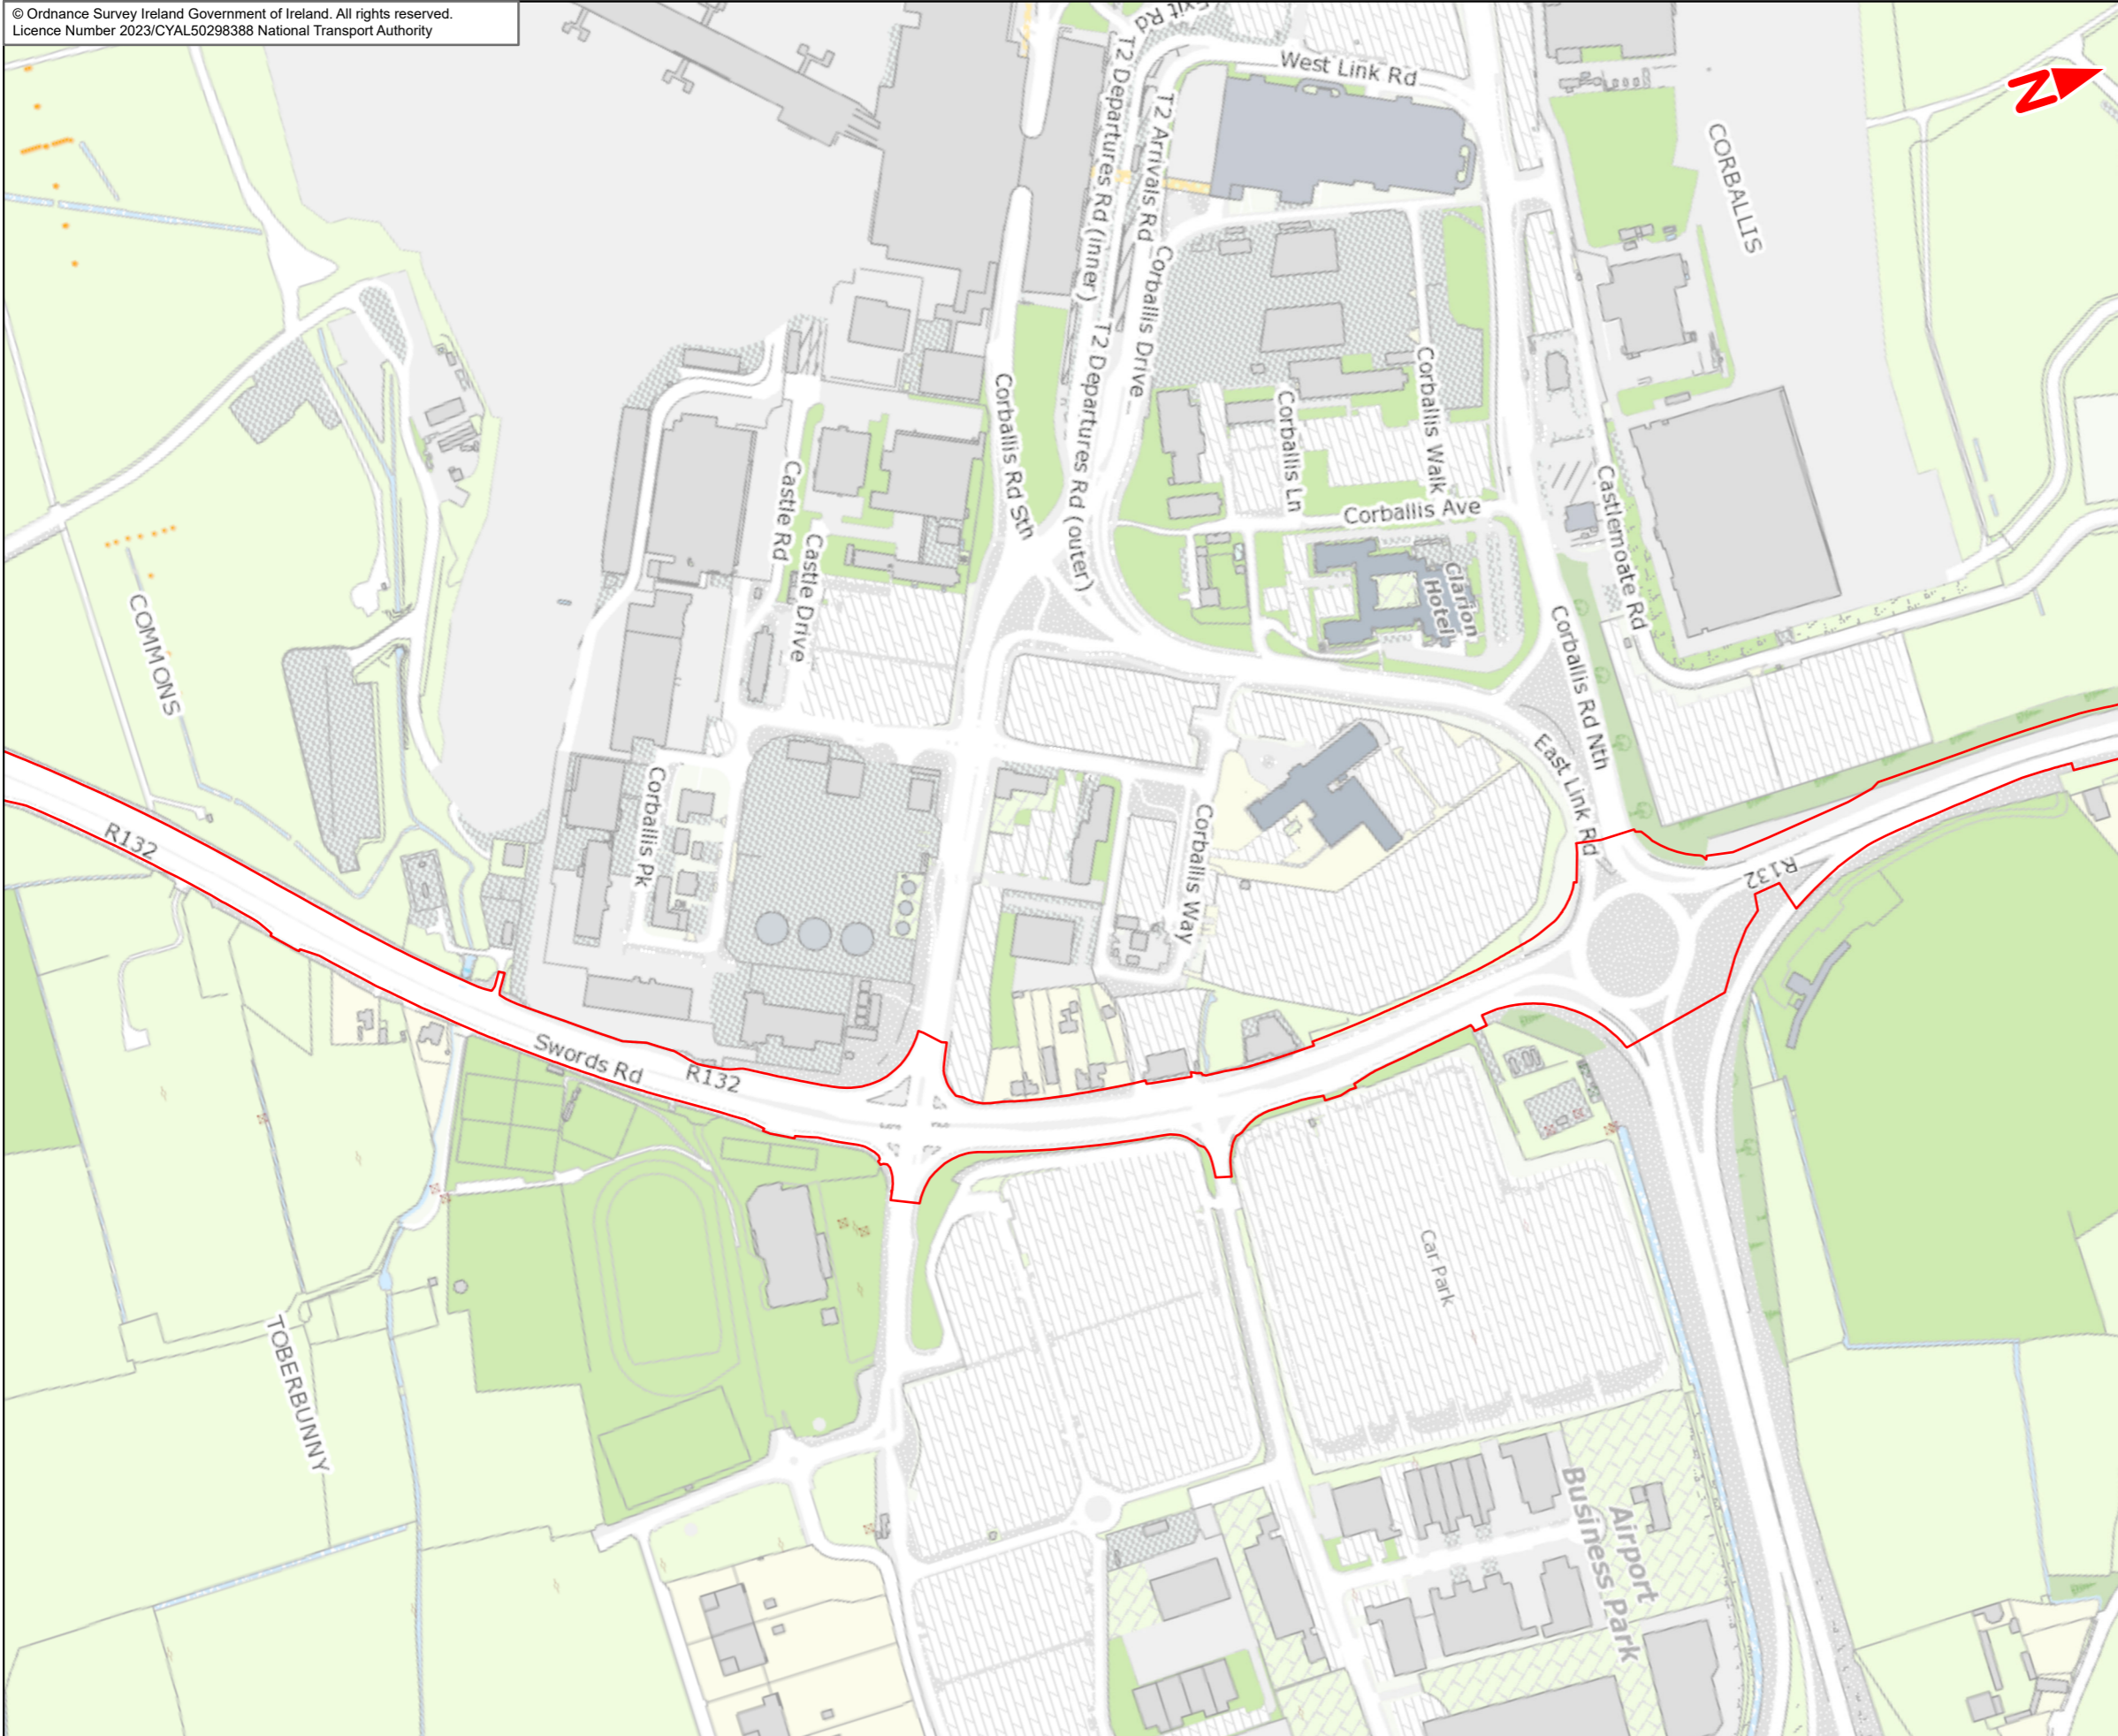 © Ordnance Survey Ireland Government of Ireland. All rights reserved.
Licence Number 2023/CYAL50298388 National Transport Authority
Exit Rd
West Link Rd
N
T2 Departures Rd (inner)
T2 Arrivals Rd
CORBALLIS
Corballis Drive
T2 Departures Rd (outer)
Corballis Rd Sth
Corballis Ln
Corballis Walk
Corballis Ave
Castlemoate Rd
Castle Rd
Castle Drive
Clarion
Hotel
COMMONS
Corballis Rd Nth
East Link Rd
Corballis Pk
Corballis Way
R132
R132
Swords Rd
R132
Car Park
TOBERBUNNY
Airport
Business Park